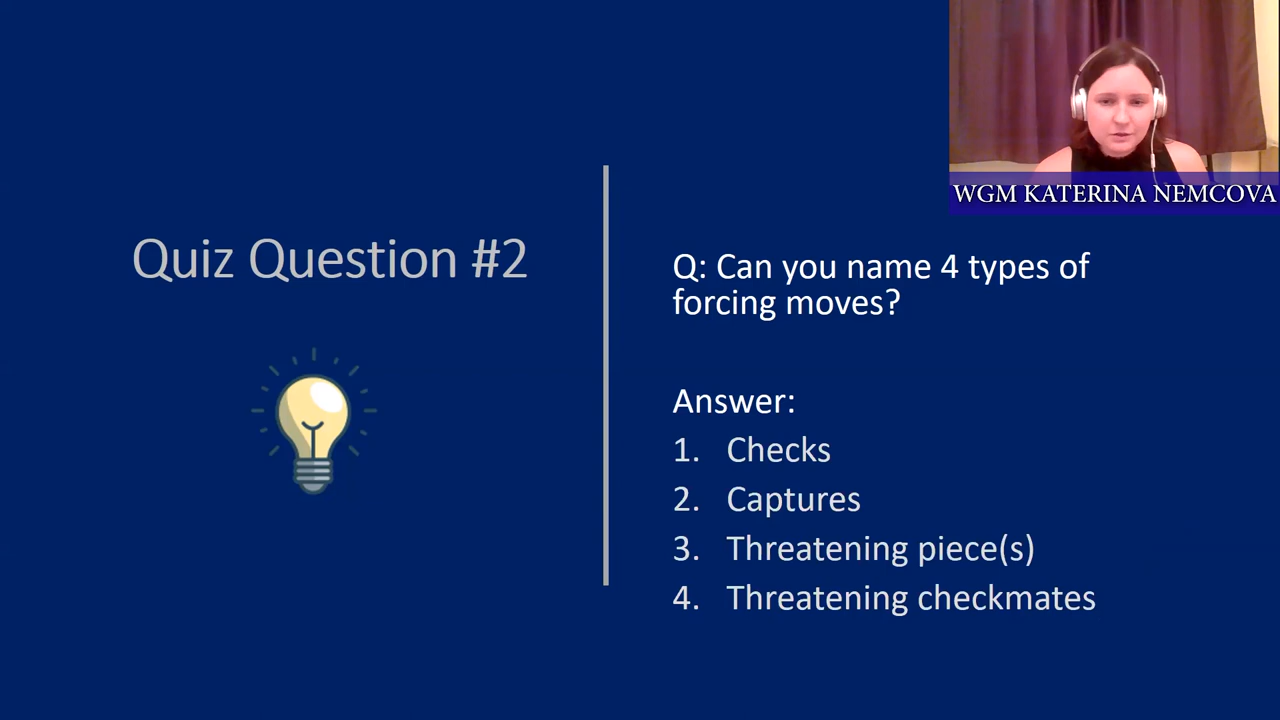 WGM KATERINA NEMCOVA
Quiz Question #2
Q: Can you name 4 types of
forcing moves?
Answer:
1. Checks
2. Captures
3. Threatening piece(s)
4. Threatening checkmates